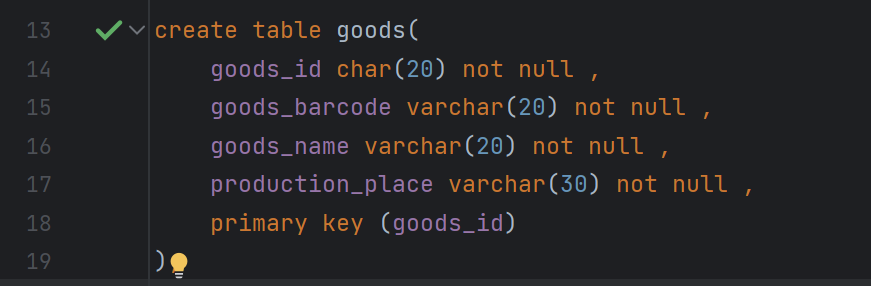 13 create table goods(
14 goods_id char(20) not null ,
15 goods_barcode varchar(20) not null ,
16 goods_name varchar(20) not null ,
17 production_place varchar(30) not null ,
18 primary key (goods_id)
19 )